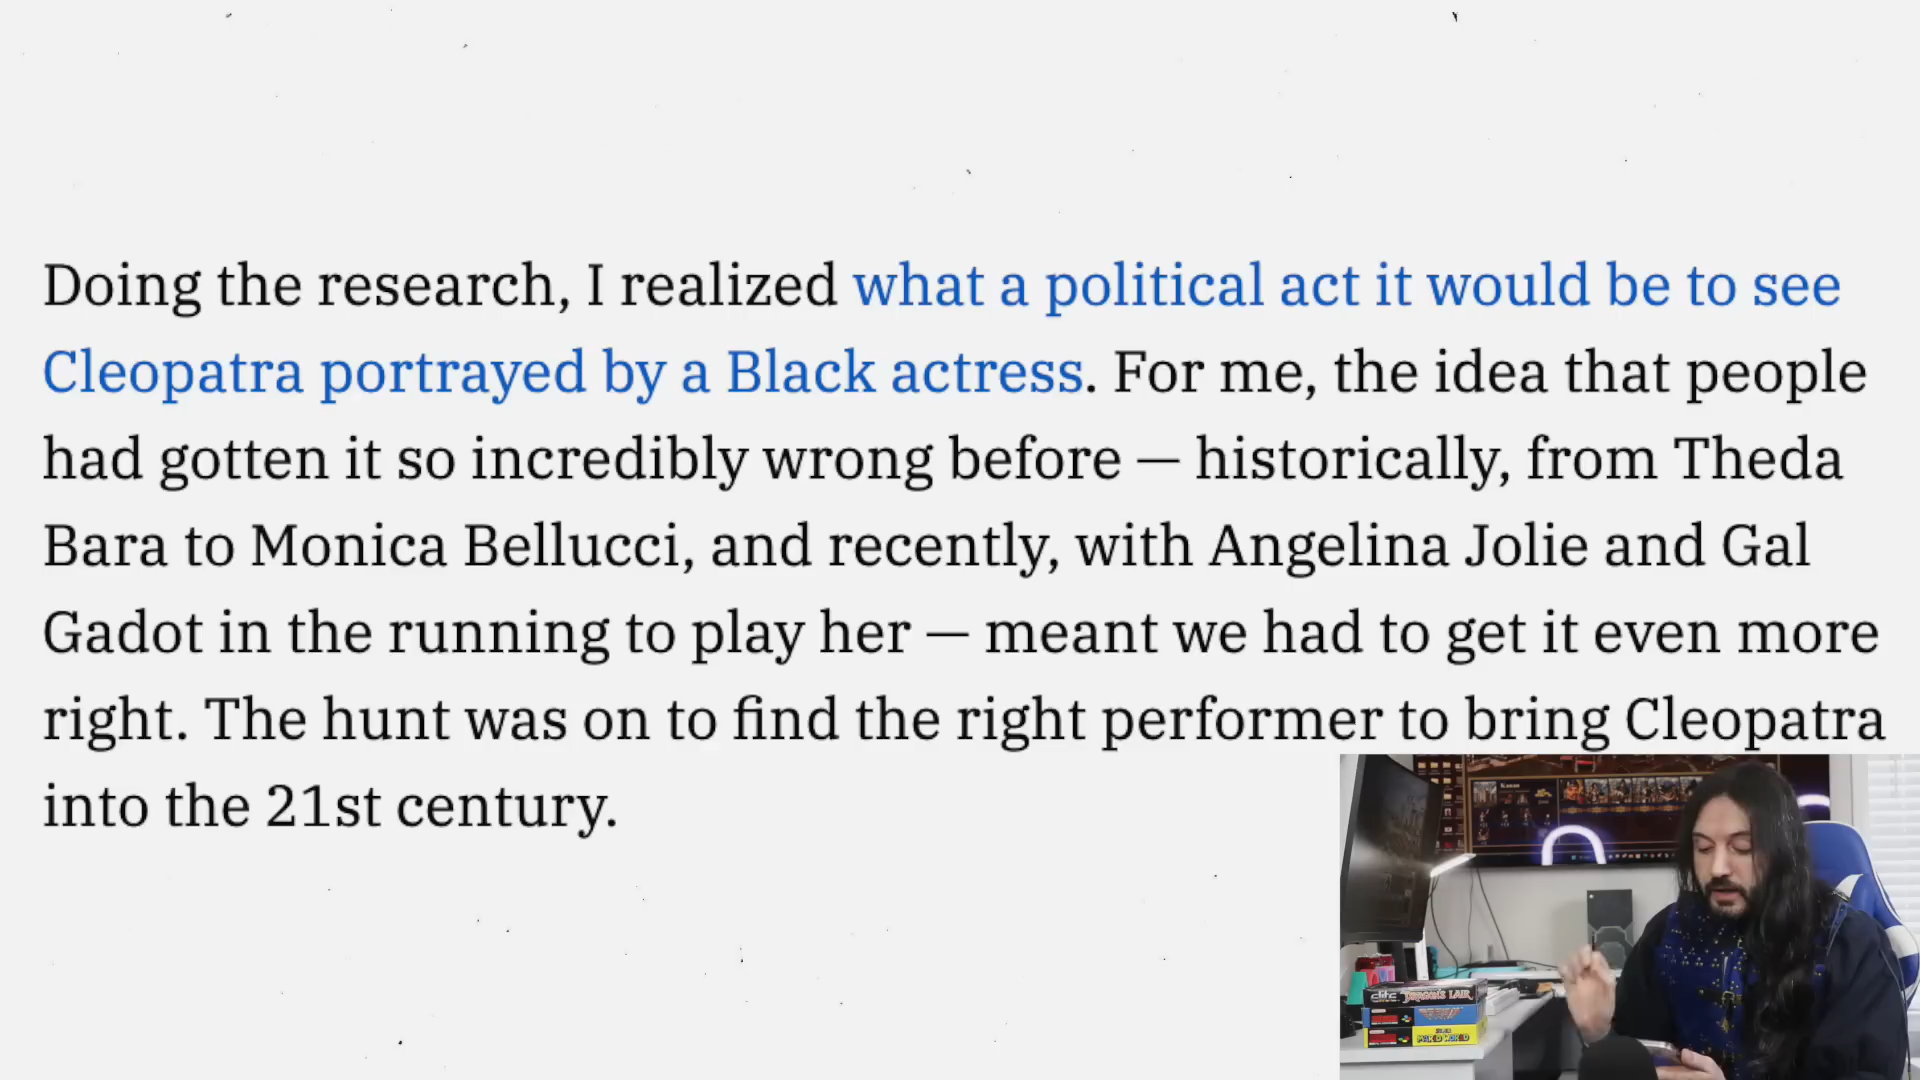 Doing the research, I realized what a political act it would be to see
Cleopatra portrayed by a Black actress. For me, the idea that people
had gotten it so incredibly wrong before — historically, from Theda
Bara to Monica Bellucci, and recently, with Angelina Jolie and Gal
Gadot in the running to play her — meant we had to get it even more
right. The hunt was on to find the right performer to bring Cleopatra
into the 21st century.
elite DRAGON'S LAIR